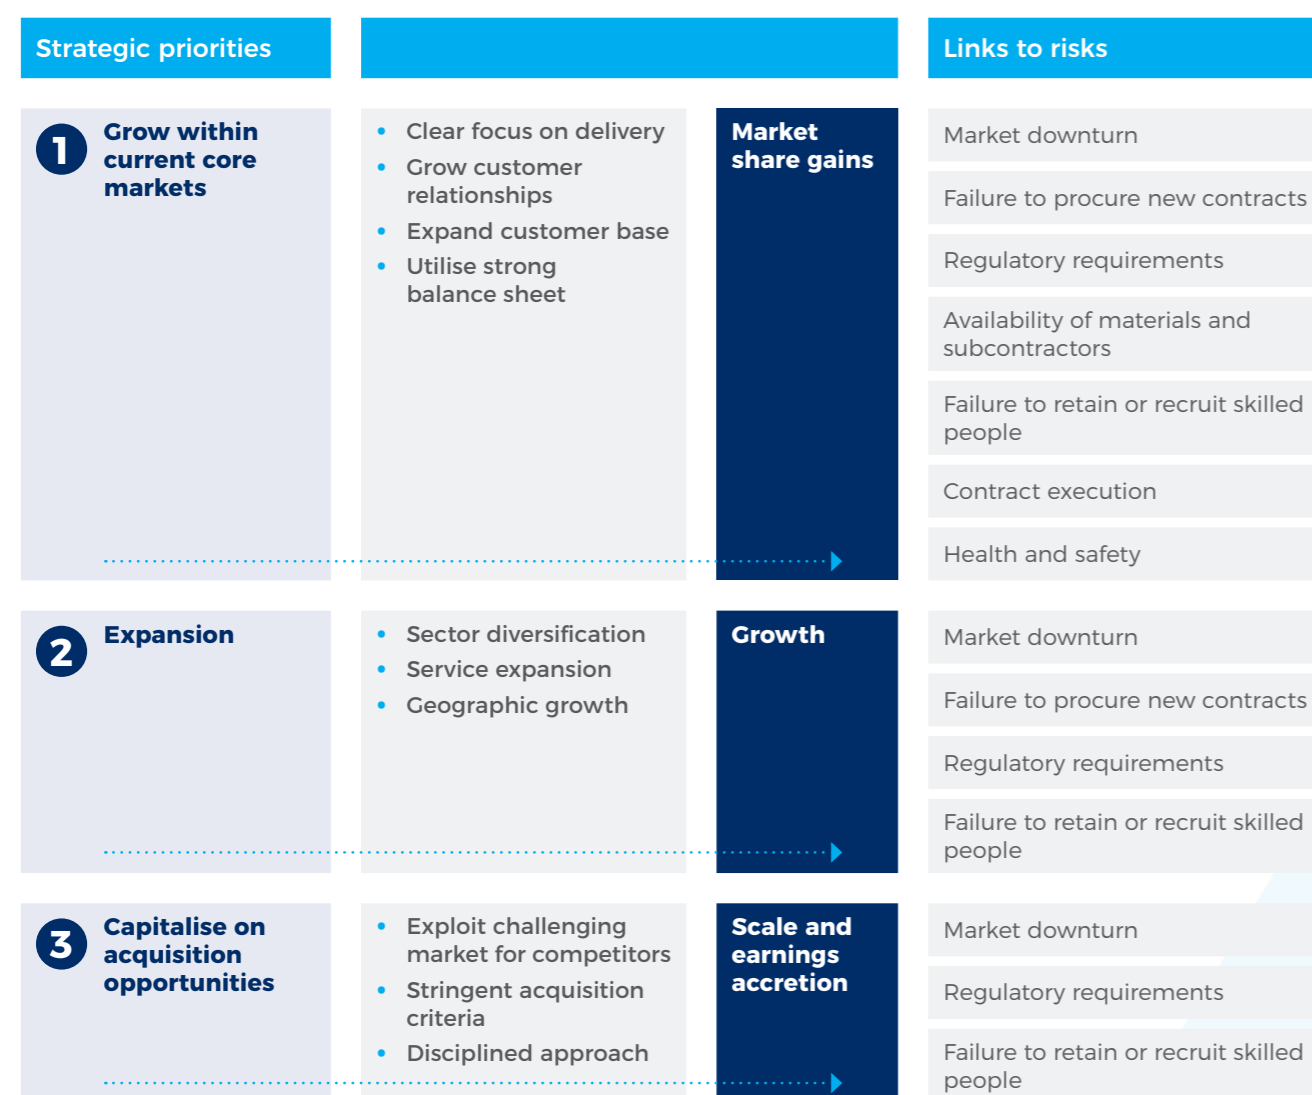 Strategic priorities
Links to risks
1
Grow within
current core
markets
• Clear focus on delivery
• Grow customer
relationships
• Expand customer base
• Utilise strong
balance sheet
Market
share gains
Market downturn
Failure to procure new contracts
Regulatory requirements
Availability of materials and
subcontractors
Failure to retain or recruit skilled
people
Contract execution
Health and safety
2
Expansion
• Sector diversification
• Service expansion
• Geographic growth
Growth
Market downturn
Failure to procure new contracts
Regulatory requirements
Failure to retain or recruit skilled
people
3
Capitalise on
acquisition
opportunities
• Exploit challenging
market for competitors
• Stringent acquisition
criteria
• Disciplined approach
Scale and
earnings
accretion
Market downturn
Regulatory requirements
Failure to retain or recruit skilled
people